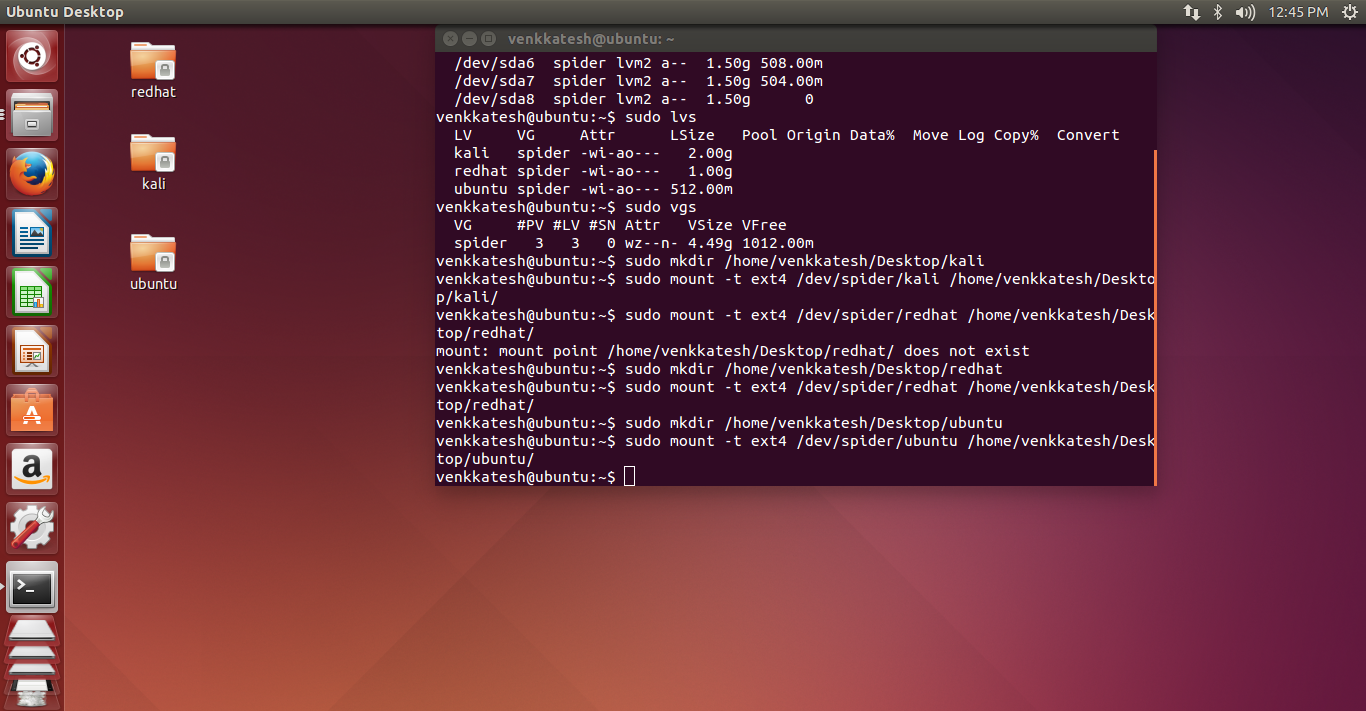 Ubuntu Desktop
12:45 PM
redhat
kali
ubuntu
venkkatesh@ubuntu: ~
/dev/sda6  spider lvm2 a--  1.50g 508.00m
/dev/sda7  spider lvm2 a--  1.50g 504.00m
/dev/sda8  spider lvm2 a--  1.50g      0
venkkatesh@ubuntu:~$ sudo lvs
LV     VG     Attr      LSize   Pool Origin Data%  Move Log Copy%  Convert
kali   spider -wi-ao---   2.00g
redhat spider -wi-ao---   1.00g
ubuntu spider -wi-ao--- 512.00m
venkkatesh@ubuntu:~$ sudo vgs
VG     #PV #LV #SN Attr   VSize VFree
spider   3   3   0 wz--n- 4.49g 1012.00m
venkkatesh@ubuntu:~$ sudo mkdir /home/venkkatesh/Desktop/kali
venkkatesh@ubuntu:~$ sudo mount -t ext4 /dev/spider/kali /home/venkkatesh/Deskto
p/kali/
venkkatesh@ubuntu:~$ sudo mount -t ext4 /dev/spider/redhat /home/venkkatesh/Desk
top/redhat/
mount: mount point /home/venkkatesh/Desktop/redhat/ does not exist
venkkatesh@ubuntu:~$ sudo mkdir /home/venkkatesh/Desktop/redhat
venkkatesh@ubuntu:~$ sudo mount -t ext4 /dev/spider/redhat /home/venkkatesh/Desk
top/redhat/
venkkatesh@ubuntu:~$ sudo mkdir /home/venkkatesh/Desktop/ubuntu
venkkatesh@ubuntu:~$ sudo mount -t ext4 /dev/spider/ubuntu /home/venkkatesh/Desk
top/ubuntu/
venkkatesh@ubuntu:~$